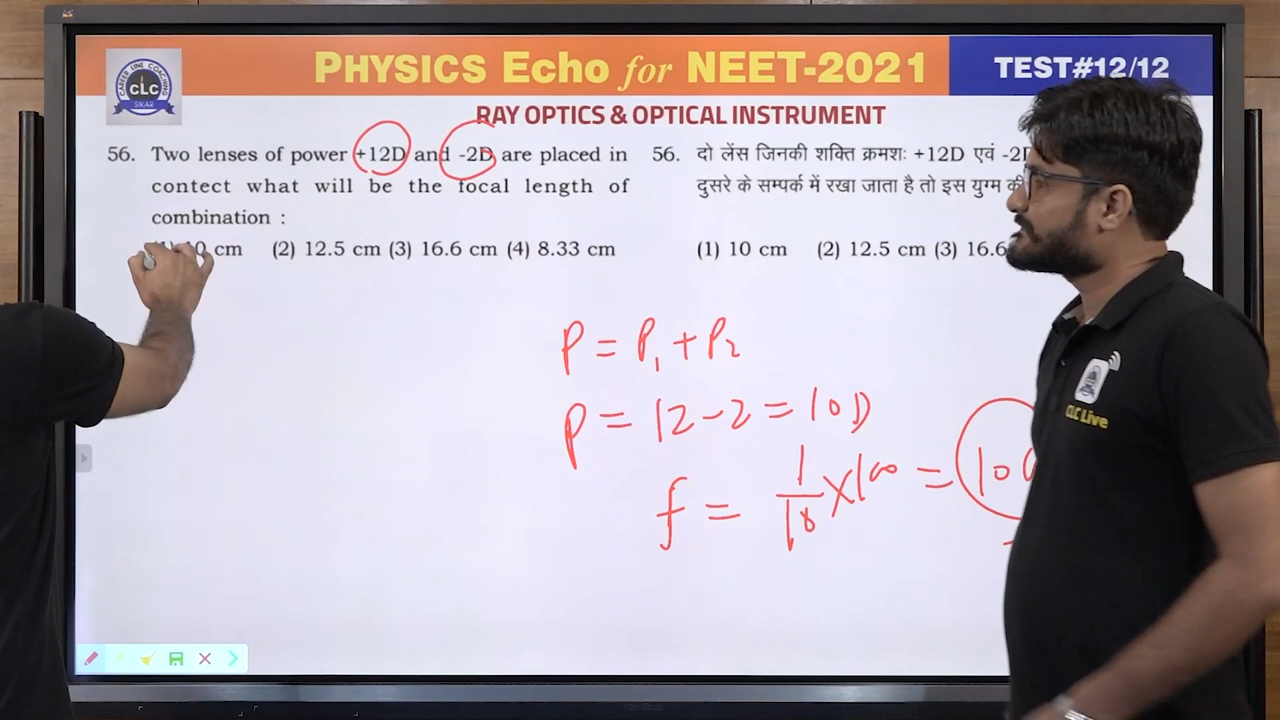 PHYSICS Echo for NEET-2021
TEST#12/12
CAREER LINE COACHING
CLC
SIKAR
RAY OPTICS & OPTICAL INSTRUMENT
56. Two lenses of power +12D and -2D are placed in
contect what will be the focal length of
combination :
cm (2) 12.5 cm (3) 16.6 cm (4) 8.33 cm
56. दो लेंस जिनकी शक्ति क्रमशः +12D एवं
दुसरे के सम्पर्क में रखा जाता है तो इस युग्म की
(1) 10 cm (2) 12.5 cm (3) 16.6
P = P₁ + P₂
P = 12 - 2 = 10 D
f = 1/10 × 100 = 10
CLC Live